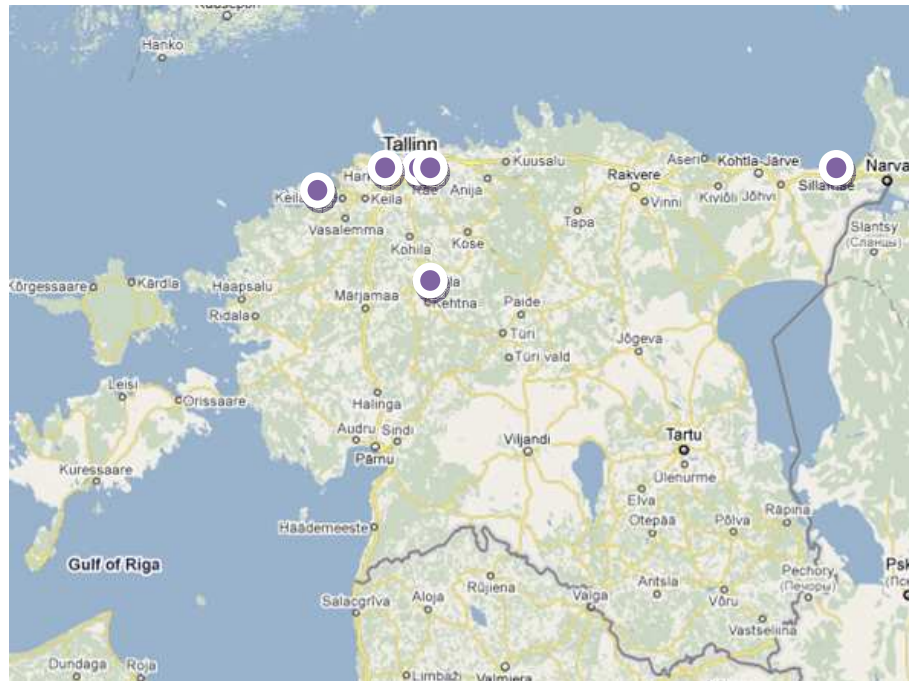 Hanko
Tallinn
Kuusalu
Aseri
Kohtla-Järve
Narva
Rae
Anija
Rakvere
Kiviõli
Jõhvi
Keila
Vinni
Slantsy
(Сланцы)
Vasalemma
Tapa
Kohila
Kose
Kõrgessaare
Kärdla
Haapsalu
Märjamaa
Kehtna
Paide
Ridala
Türi
Jõgeva
Türi vald
Leisi
Orissaare
Halinga
Audru
Sindi
Pärnu
Viljandi
Tartu
Ülenurme
Kuressaare
Elva
Räpina
Häädemeeste
Otepää
Põlva
Gulf of Riga
Pechory
(Печоры)
Rūjiena
Antsla
Võru
Salacgrīva
Aloja
Valga
Vastseliina
Dundaga
Roja
Limbaži
Valmiera